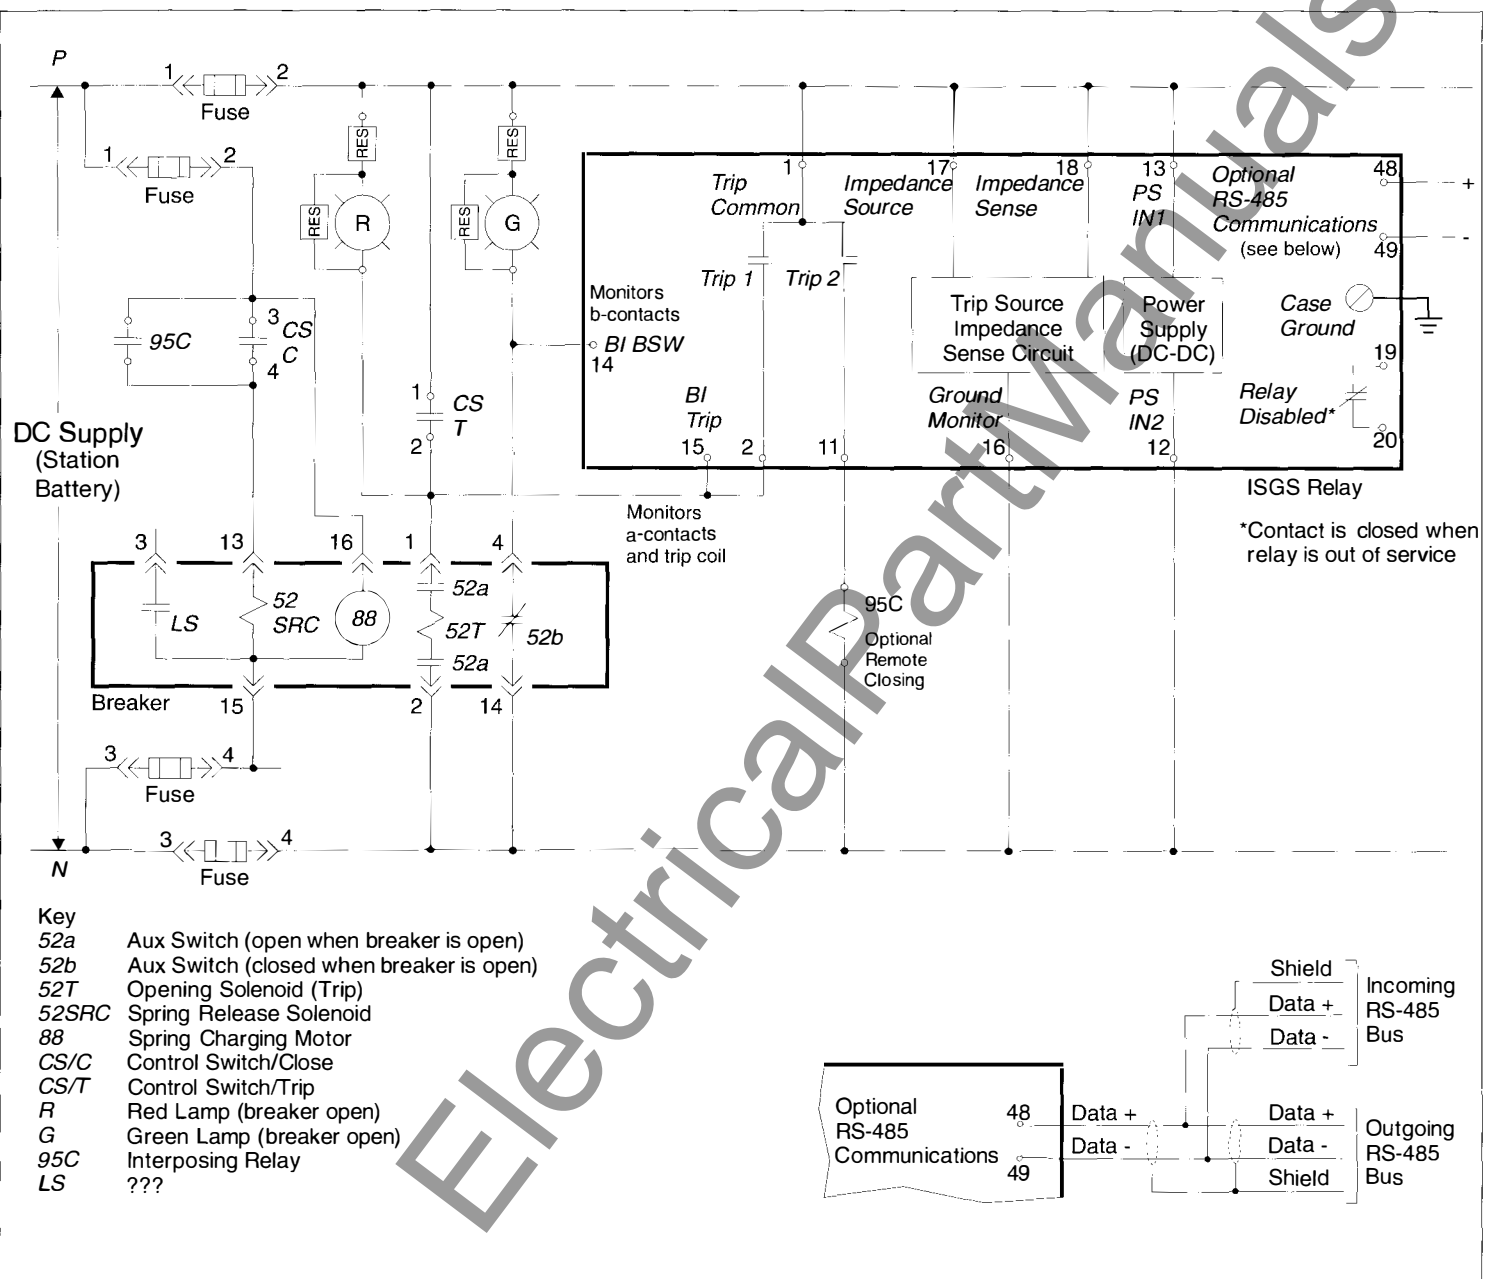 P
1 2
Fuse
1 2
Fuse
RES
RES
RES
RES
R
G
1
Trip
Common
17
Impedance
Source
18
Impedance
Sense
13
PS
IN1
Optional
RS-485
Communications
(see below)
48
+
49
-
Trip 1
Trip 2
Monitors
b-contacts
BI BSW
14
Trip Source
Impedance
Sense Circuit
Power
Supply
(DC-DC)
Case
Ground
95C
3
CS
C
4
1
CS
T
2
BI
Trip
15
2
11
Ground
Monitor
16
PS
IN2
12
19
Relay
Disabled*
20
DC Supply
(Station
Battery)
ISGS Relay
Monitors
a-contacts
and trip coil
*Contact is closed when
relay is out of service
3 13 16 1 4
LS
52
SRC
88
52a
52T
52a
52b
Breaker
15 2 14
95C
Optional
Remote
Closing
3 4
Fuse
3 4
Fuse
N
Key
52a Aux Switch (open when breaker is open)
52b Aux Switch (closed when breaker is open)
52T Opening Solenoid (Trip)
52SRC Spring Release Solenoid
88 Spring Charging Motor
CS/C Control Switch/Close
CS/T Control Switch/Trip
R Red Lamp (breaker open)
G Green Lamp (breaker open)
95C Interposing Relay
LS ???
Shield
Data +
Data -
Incoming
RS-485
Bus
Optional
RS-485
Communications
48
49
Data +
Data -
Data +
Data -
Shield
Outgoing
RS-485
Bus
ElectricalPartManuals